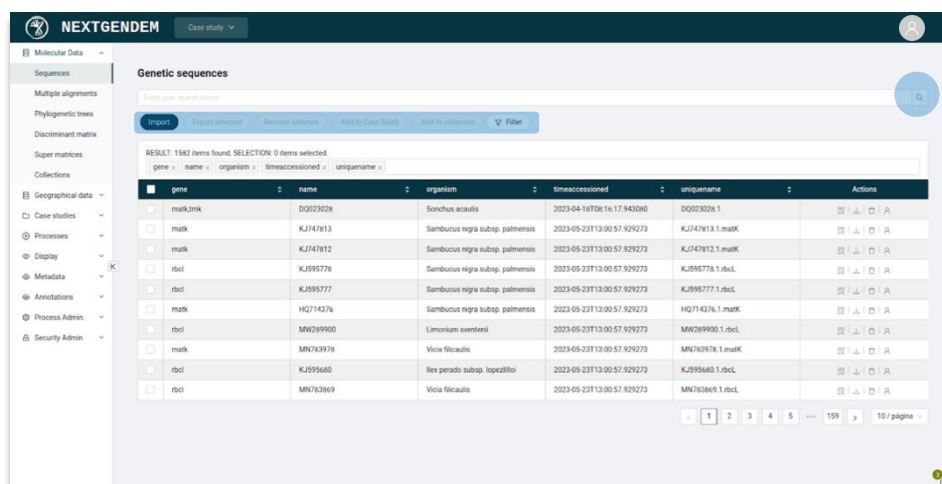 NEXTGENDEM Case study
Molecular Data
Sequences
Multiple alignments
Phylogenetic trees
Discriminant matrix
Super matrices
Collections
Geographical data
Case studies
Processes
Display
Metadata
Annotations
Process Admin.
Security Admin
Genetic sequences
Enter your search terms
Import Export selected Remove selected Add to Case Study Add to collection Filter
RESULT: 1582 items found. SELECTION: 0 items selected.
gene x name x organism x timeaccessioned x uniquename x
gene name organism timeaccessioned uniquename Actions
matk,trnk DQ023028 Sonchus acaulis 2023-04-18T08:16:17.943080 DQ023028.1
matk KJ747813 Sambucus nigra subsp. palmensis 2023-05-23T13:00:57.929273 KJ747813.1.matK
matk KJ747812 Sambucus nigra subsp. palmensis 2023-05-23T13:00:57.929273 KJ747812.1.matK
rbcl KJ595778 Sambucus nigra subsp. palmensis 2023-05-23T13:00:57.929273 KJ595778.1.rbcL
rbcl KJ595777 Sambucus nigra subsp. palmensis 2023-05-23T13:00:57.929273 KJ595777.1.rbcL
matk HQ714376 Sambucus nigra subsp. palmensis 2023-05-23T13:00:57.929273 HQ714376.1.matK
rbcl MW289900 Limonium sventenii 2023-05-23T13:00:57.929273 MW289900.1.rbcL
matk MN783978 Vicia filicaulis 2023-05-23T13:00:57.929273 MN783978.1.matK
rbcl KJ595680 Ilex perado subsp. lopezlilloi 2023-05-23T13:00:57.929273 KJ595680.1.rbcL
rbcl MN783869 Vicia filicaulis 2023-05-23T13:00:57.929273 MN783869.1.rbcL
< 1 2 3 4 5 ••• 159 > 10 / página
3